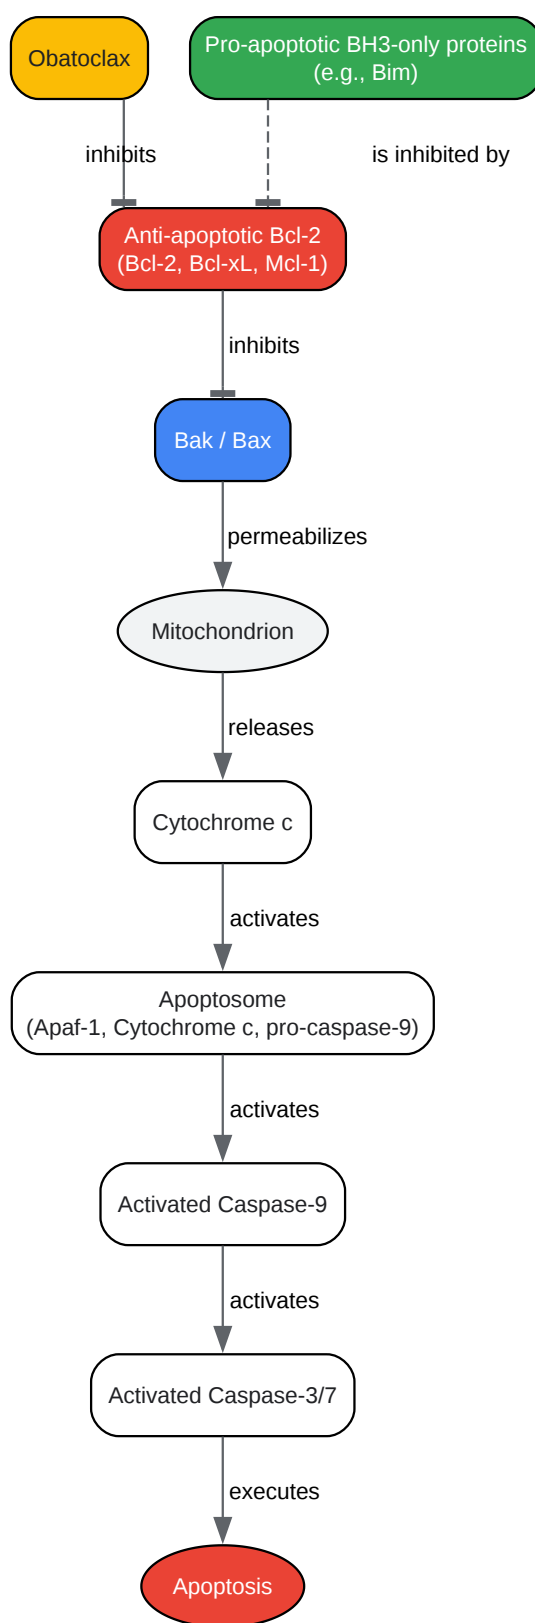 Obatoclax
Pro-apoptotic BH3-only proteins
(e.g., Bim)
inhibits
is inhibited by
Anti-apoptotic Bcl-2
(Bcl-2, Bcl-xL, Mcl-1)
inhibits
Bak / Bax
permeabilizes
Mitochondrion
releases
Cytochrome c
activates
Apoptosome
(Apaf-1, Cytochrome c, pro-caspase-9)
activates
Activated Caspase-9
activates
Activated Caspase-3/7
executes
Apoptosis